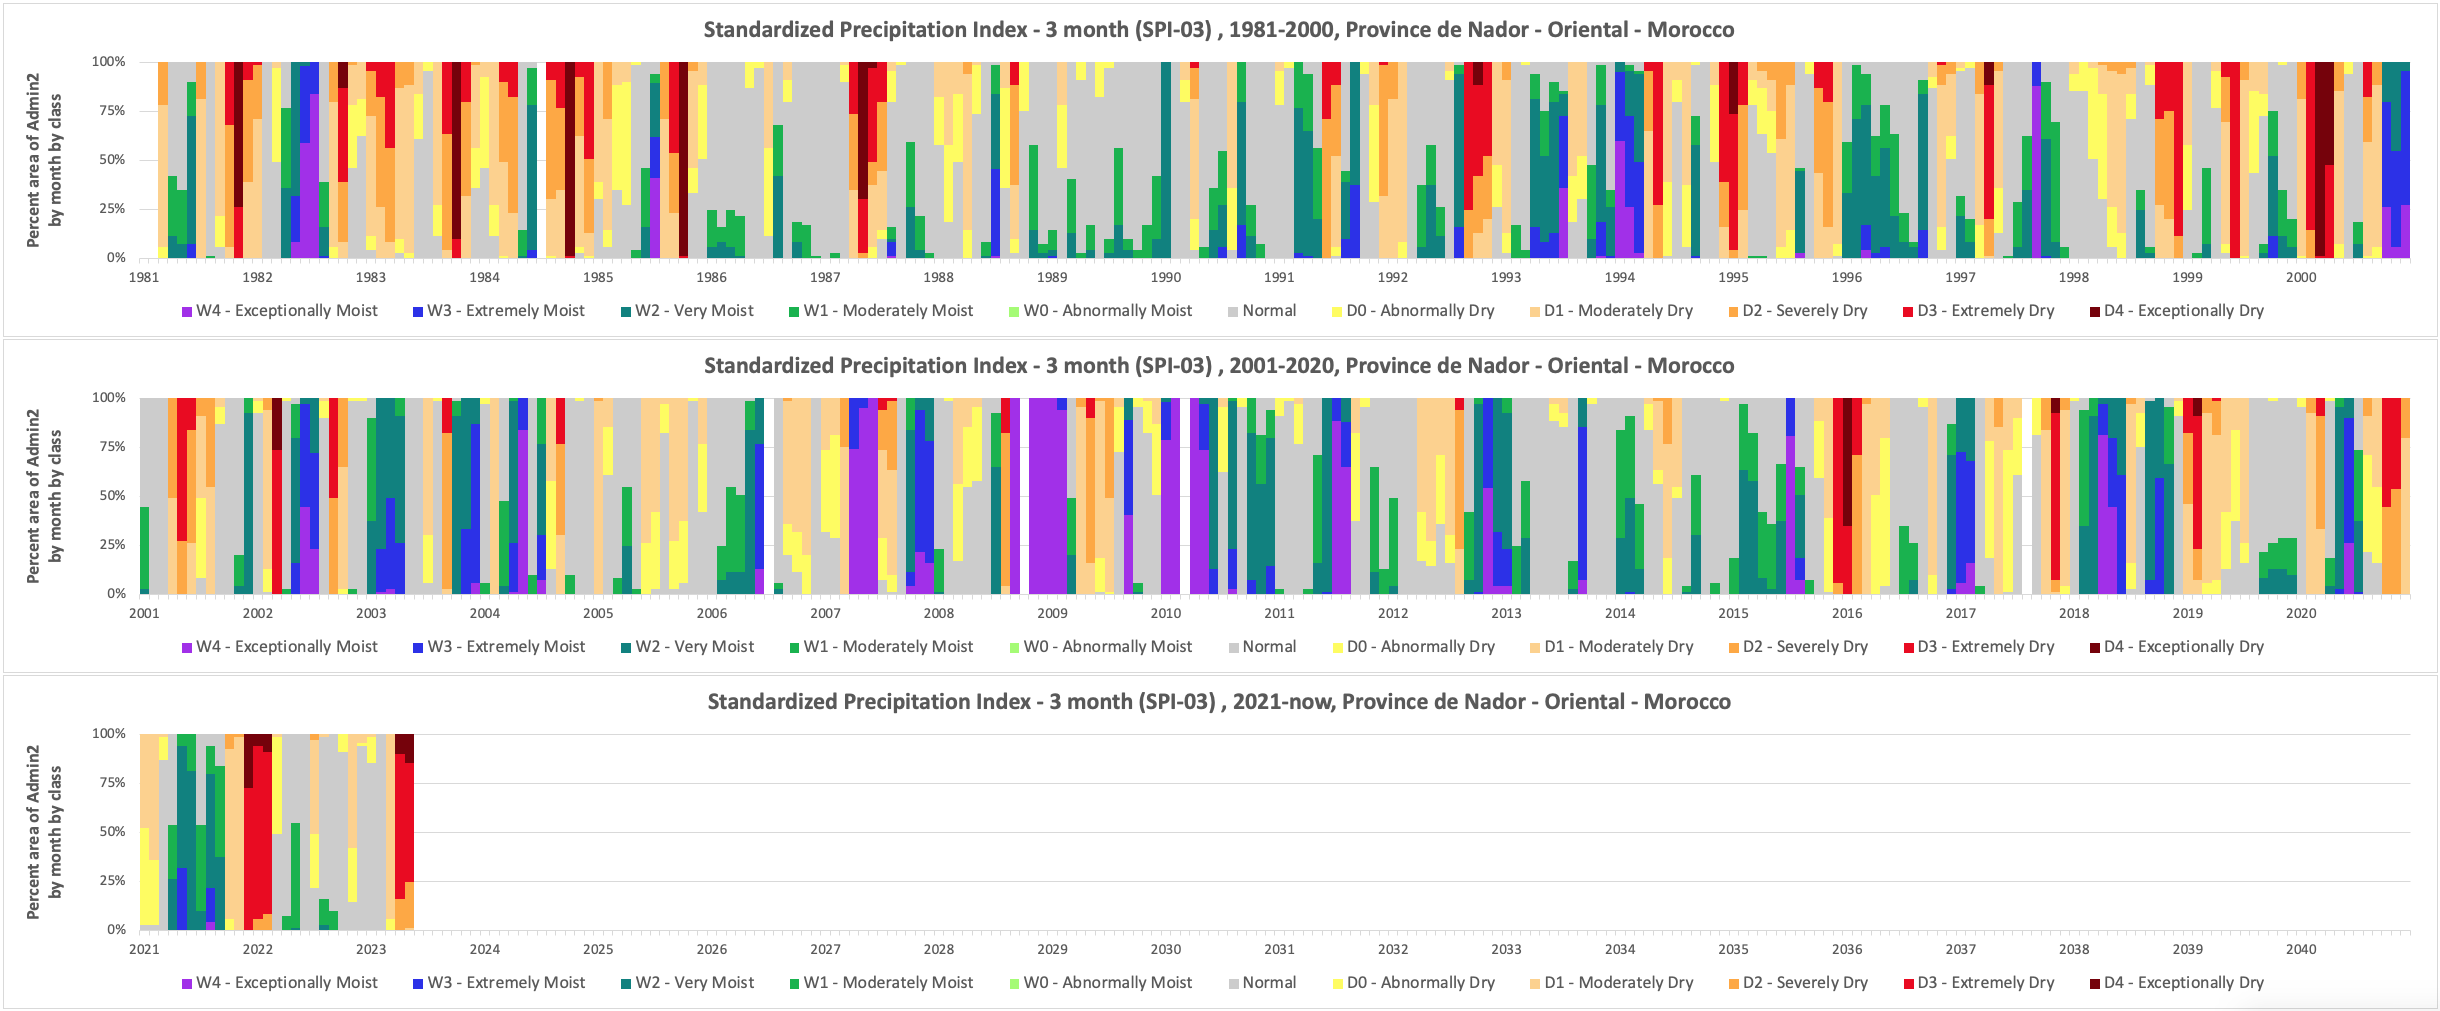 Standardized Precipitation Index - 3 month (SPI-03) , 1981-2000, Province de Nador - Oriental - Morocco
Percent area of Admin2
by month by class
100%
75%
50%
25%
0%
1981 1982 1983 1984 1985 1986 1987 1988 1989 1990 1991 1992 1993 1994 1995 1996 1997 1998 1999 2000
W4 - Exceptionally Moist W3 - Extremely Moist W2 - Very Moist W1 - Moderately Moist W0 - Abnormally Moist Normal D0 - Abnormally Dry D1 - Moderately Dry D2 - Severely Dry D3 - Extremely Dry D4 - Exceptionally Dry
Standardized Precipitation Index - 3 month (SPI-03) , 2001-2020, Province de Nador - Oriental - Morocco
Percent area of Admin2
by month by class
100%
75%
50%
25%
0%
2001 2002 2003 2004 2005 2006 2007 2008 2009 2010 2011 2012 2013 2014 2015 2016 2017 2018 2019 2020
W4 - Exceptionally Moist W3 - Extremely Moist W2 - Very Moist W1 - Moderately Moist W0 - Abnormally Moist Normal D0 - Abnormally Dry D1 - Moderately Dry D2 - Severely Dry D3 - Extremely Dry D4 - Exceptionally Dry
Standardized Precipitation Index - 3 month (SPI-03) , 2021-now, Province de Nador - Oriental - Morocco
Percent area of Admin2
by month by class
100%
75%
50%
25%
0%
2021 2022 2023 2024 2025 2026 2027 2028 2029 2030 2031 2032 2033 2034 2035 2036 2037 2038 2039 2040
W4 - Exceptionally Moist W3 - Extremely Moist W2 - Very Moist W1 - Moderately Moist W0 - Abnormally Moist Normal D0 - Abnormally Dry D1 - Moderately Dry D2 - Severely Dry D3 - Extremely Dry D4 - Exceptionally Dry